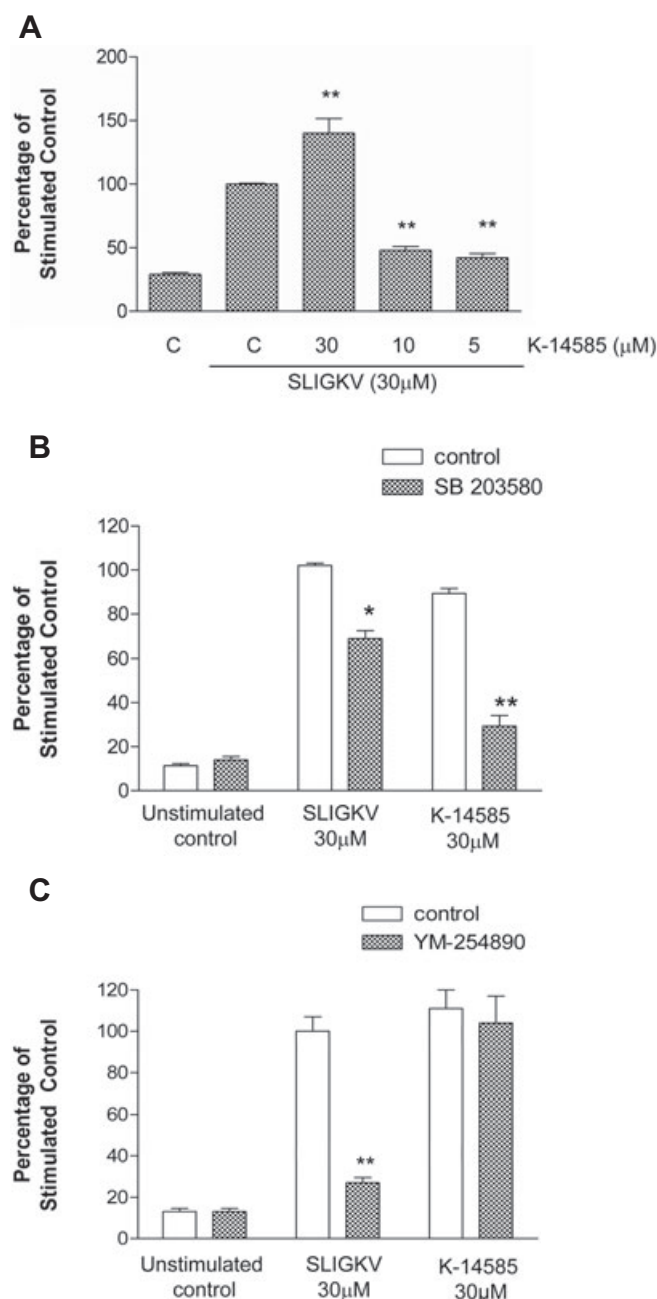 A
Percentage of
Stimulated Control
200
150
100
50
0
**
**
**
C C 30 10 5 K-14585 (μM)
SLIGKV (30μM)
B
control
SB 203580
Percentage of
Stimulated Control
120
100
80
60
40
20
0
*
**
Unstimulated
control
SLIGKV
30μM
K-14585
30μM
C
control
YM-254890
Percentage of
Stimulated Control
120
100
80
60
40
20
0
**
Unstimulated
control
SLIGKV
30μM
K-14585
30μM